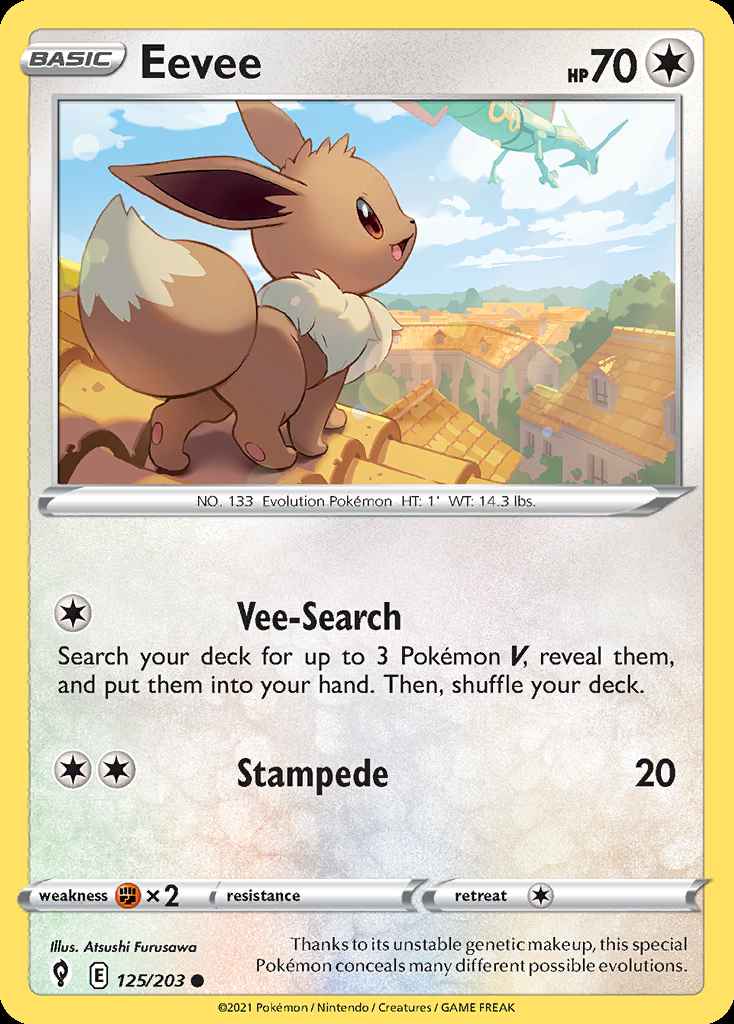 BASIC Eevee HP 70
NO. 133 Evolution Pokémon HT: 1' WT: 14.3 lbs.
Vee-Search
Search your deck for up to 3 Pokémon V, reveal them,
and put them into your hand. Then, shuffle your deck.
Stampede 20
weakness ×2 resistance retreat
Illus. Atsushi Furusawa
E 125/203
Thanks to its unstable genetic makeup, this special
Pokémon conceals many different possible evolutions.
©2021 Pokémon / Nintendo / Creatures / GAME FREAK